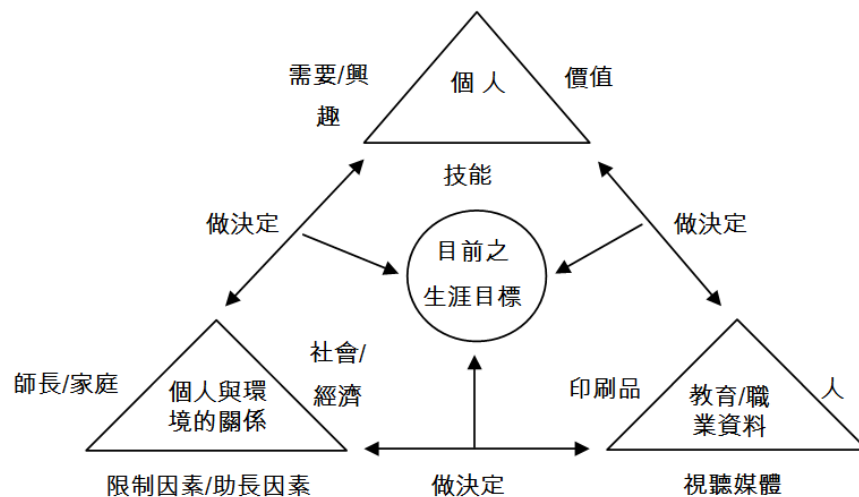 需要/興
趣
個 人
價值
技能
做決定
做決定
目前之
生涯目標
師長/家庭
個人與環
境的關係
社會/
經濟
印刷品
教育/職
業資料
人
限制因素/助長因素
做決定
視聽媒體